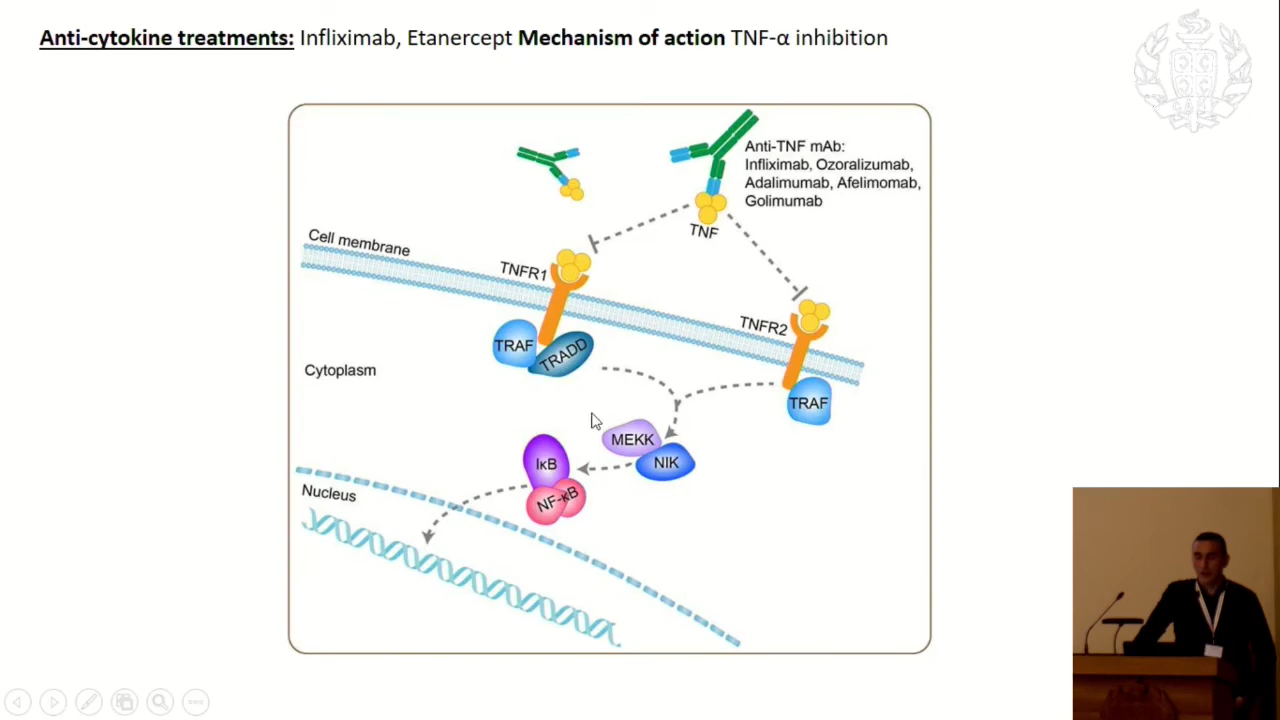 Anti-cytokine treatments: Infliximab, Etanercept Mechanism of action TNF-α inhibition
Anti-TNF mAb:
Infliximab, Ozoralizumab,
Adalimumab, Afelimomab,
Golimumab
TNF
Cell membrane
TNFR1
TNFR2
TRAF
TRADD
Cytoplasm
TRAF
MEKK
NIK
IκB
NF-κB
Nucleus